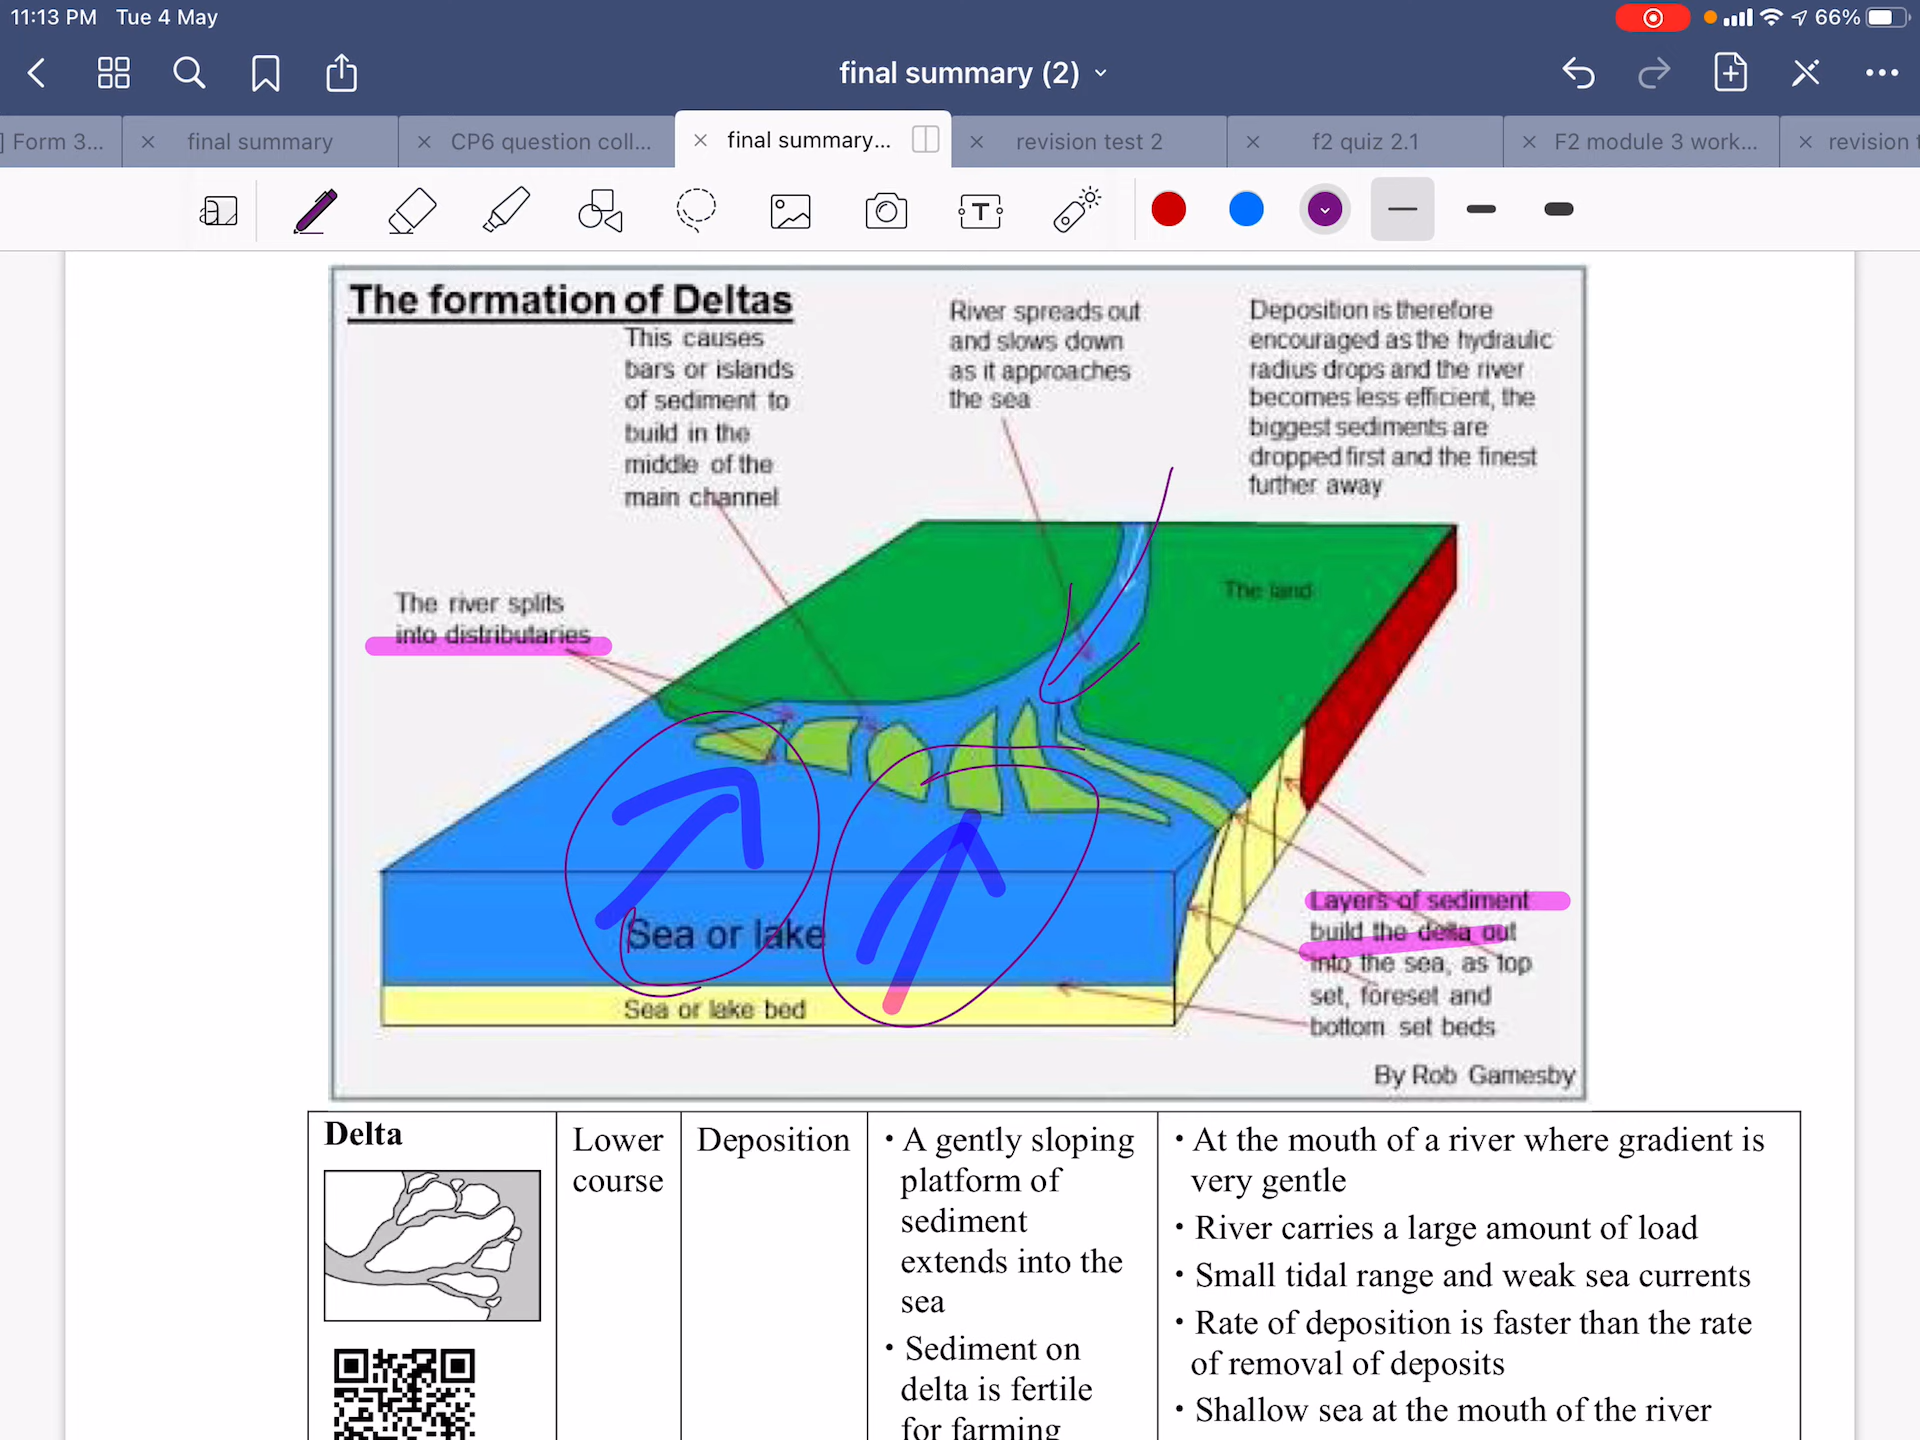 11:13 PM Tue 4 May
66%
final summary (2)
] Form 3...
final summary
CP6 question coll...
final summary...
revision test 2
f2 quiz 2.1
F2 module 3 work...
revision t
The formation of Deltas
This causes
bars or islands
of sediment to
build in the
middle of the
main channel
River spreads out
and slows down
as it approaches
the sea
Deposition is therefore
encouraged as the hydraulic
radius drops and the river
becomes less efficient, the
biggest sediments are
dropped first and the finest
further away
The river splits
into distributaries
The land
Sea or lake
Sea or lake bed
Layers of sediment
build the delta out
into the sea, as top
set, foreset and
bottom set beds
By Rob Gamesby
Delta
Lower
course
Deposition
• A gently sloping
platform of
sediment
extends into the
sea
• Sediment on
delta is fertile
for farming
• At the mouth of a river where gradient is
very gentle
• River carries a large amount of load
• Small tidal range and weak sea currents
• Rate of deposition is faster than the rate
of removal of deposits
• Shallow sea at the mouth of the river